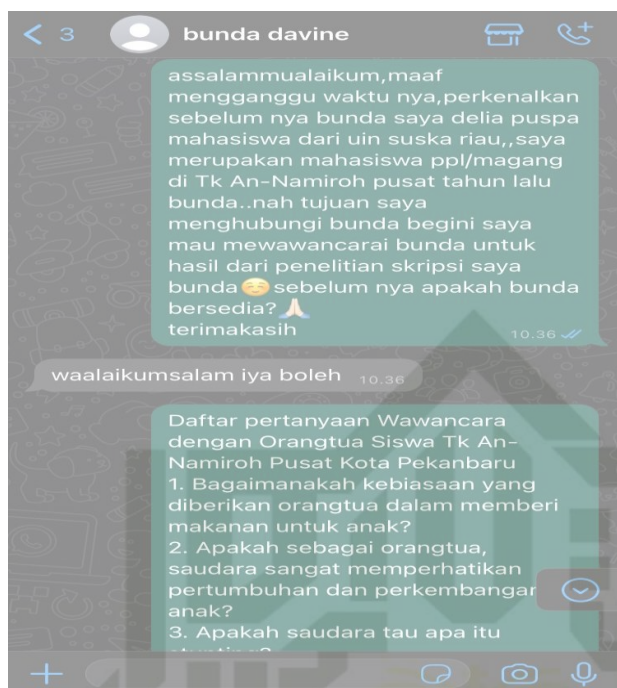 3
bunda davine
assalammualaikum,maaf
mengganggu waktu nya,perkenalkan
sebelum nya bunda saya delia puspa
mahasiswa dari uin suska riau,,saya
merupakan mahasiswa ppl/magang
di Tk An-Namiroh pusat tahun lalu
bunda..nah tujuan saya
menghubungi bunda begini saya
mau mewawancarai bunda untuk
hasil dari penelitian skripsi saya
bunda☺️sebelum nya apakah bunda
bersedia?🙏🏻
terimakasih
10.36
waalaikumsalam iya boleh 10.36
Daftar pertanyaan Wawancara
dengan Orangtua Siswa Tk An-
Namiroh Pusat Kota Pekanbaru
1. Bagaimanakah kebiasaan yang
diberikan orangtua dalam memberi
makanan untuk anak?
2. Apakah sebagai orangtua,
saudara sangat memperhatikan
pertumbuhan dan perkembangan
anak?
3. Apakah saudara tau apa itu